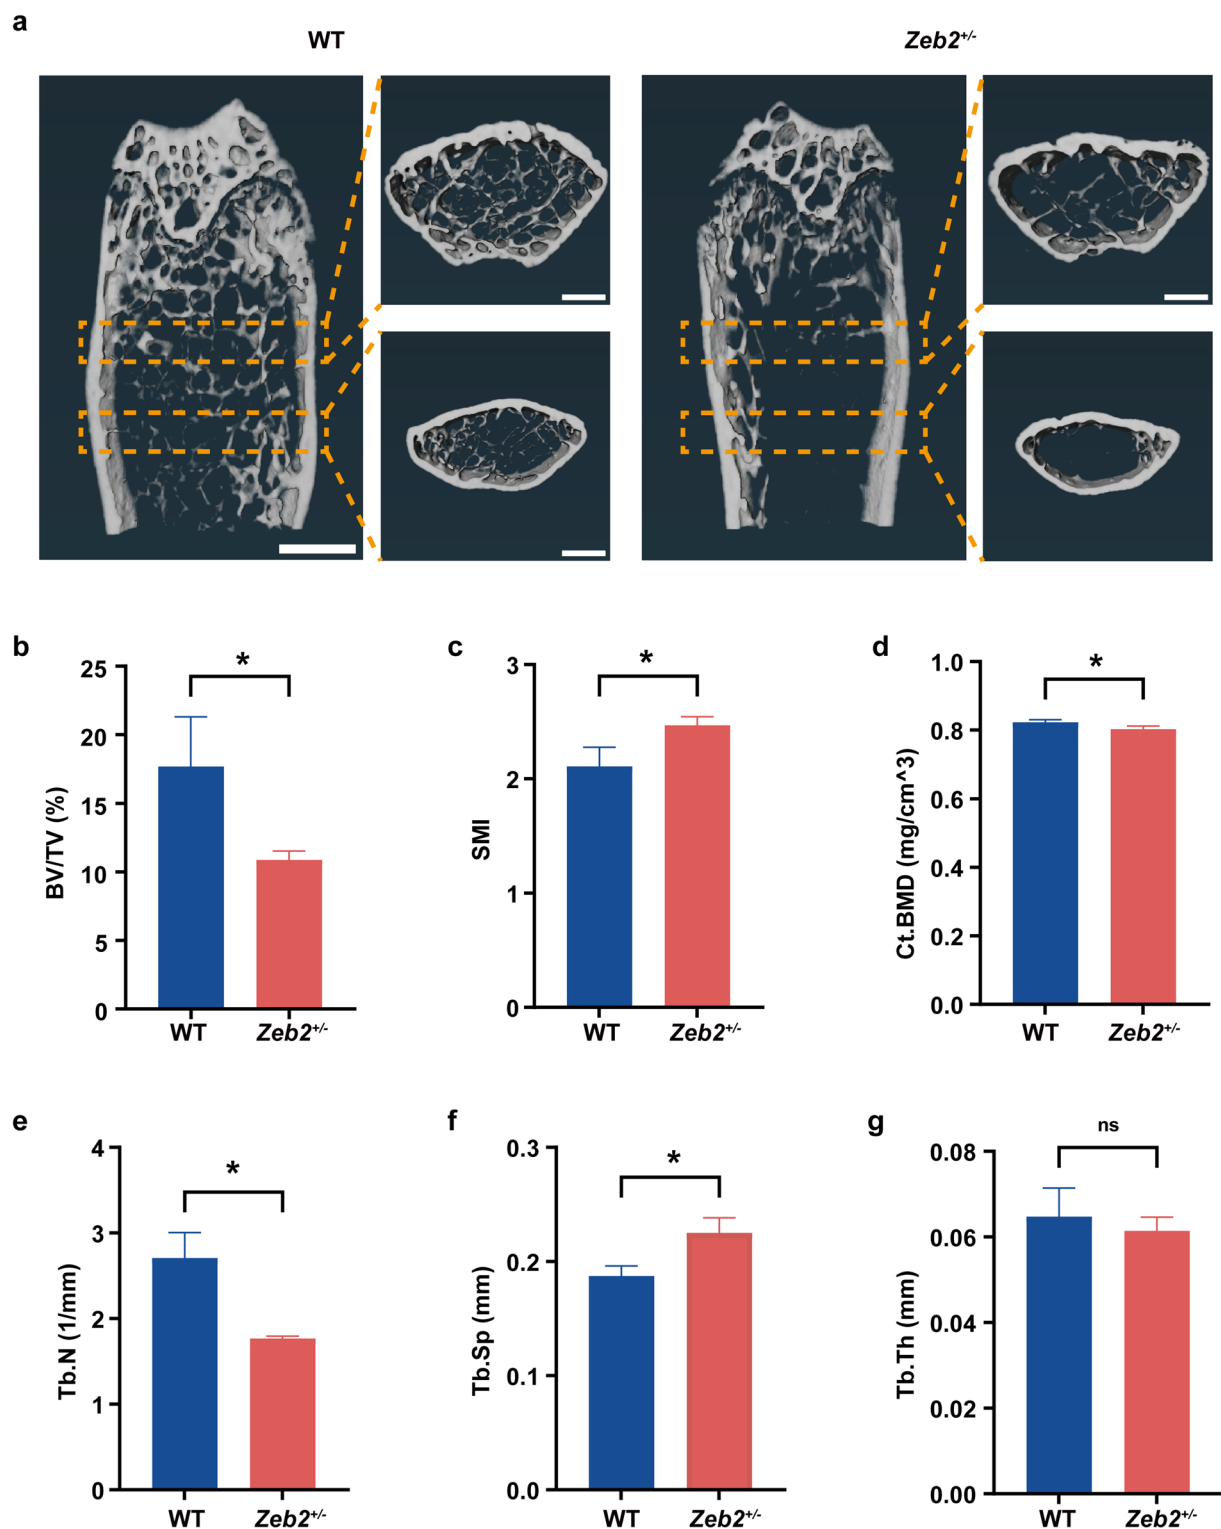 a
WT
Zeb2+/-
b
*
25
20
15
10
5
0
BV/TV (%)
WT
Zeb2+/-
c
*
3
2
1
0
SMI
WT
Zeb2+/-
d
*
1.0
0.8
0.6
0.4
0.2
0.0
Ct.BMD (mg/cm^3)
WT
Zeb2+/-
e
*
4
3
2
1
0
Tb.N (1/mm)
WT
Zeb2+/-
f
*
0.3
0.2
0.1
0.0
Tb.Sp (mm)
WT
Zeb2+/-
g
ns
0.08
0.06
0.04
0.02
0.00
Tb.Th (mm)
WT
Zeb2+/-